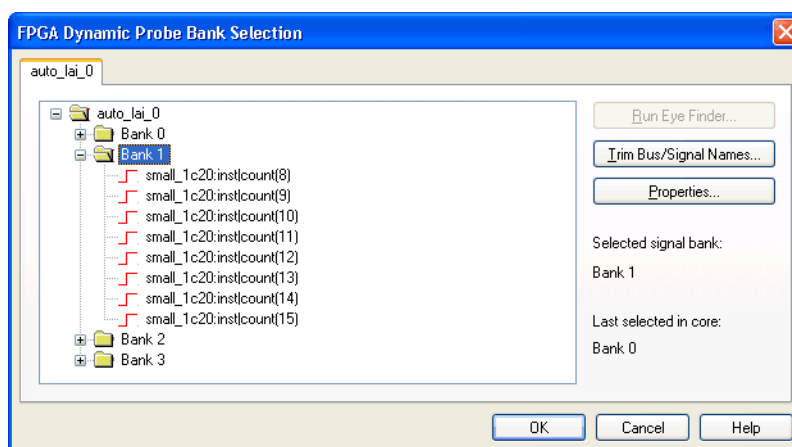 FPGA Dynamic Probe Bank Selection
auto_lai_0
auto_lai_0
Bank 0
Bank 1
small_1c20:inst|count(8)
small_1c20:inst|count(9)
small_1c20:inst|count(10)
small_1c20:inst|count(11)
small_1c20:inst|count(12)
small_1c20:inst|count(13)
small_1c20:inst|count(14)
small_1c20:inst|count(15)
Bank 2
Bank 3
Run Eye Finder...
Trim Bus/Signal Names...
Properties...
Selected signal bank:
Bank 1
Last selected in core:
Bank 0
OK
Cancel
Help